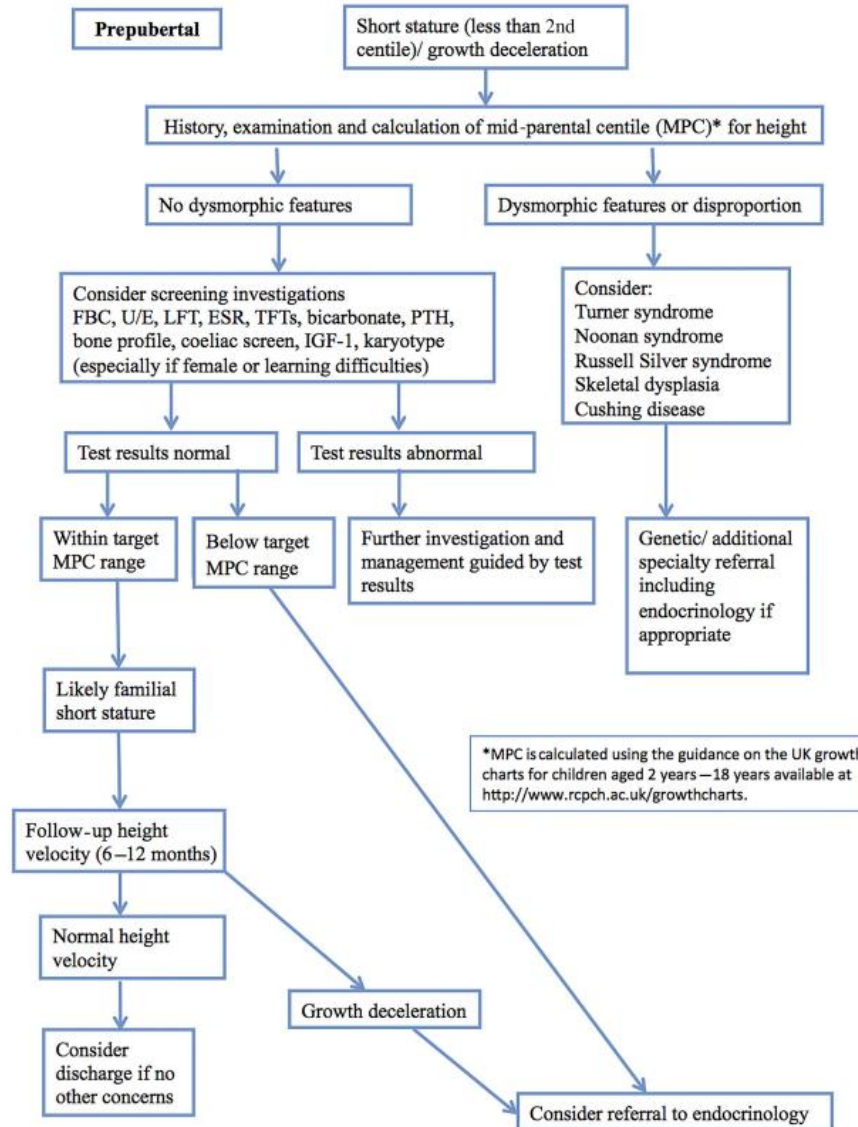 Prepubertal
Short stature (less than 2nd
centile)/ growth deceleration
History, examination and calculation of mid-parental centile (MPC)* for height
No dysmorphic features
Dysmorphic features or disproportion
Consider screening investigations
FBC, U/E, LFT, ESR, TFTs, bicarbonate, PTH,
bone profile, coeliac screen, IGF-1, karyotype
(especially if female or learning difficulties)
Consider:
Turner syndrome
Noonan syndrome
Russell Silver syndrome
Skeletal dysplasia
Cushing disease
Test results normal
Test results abnormal
Within target
MPC range
Below target
MPC range
Further investigation and
management guided by test
results
Genetic/ additional
specialty referral
including
endocrinology if
appropriate
Likely familial
short stature
*MPC is calculated using the guidance on the UK growth
charts for children aged 2 years –18 years available at
http://www.rcpch.ac.uk/growthcharts.
Follow-up height
velocity (6–12 months)
Normal height
velocity
Growth deceleration
Consider
discharge if no
other concerns
Consider referral to endocrinology